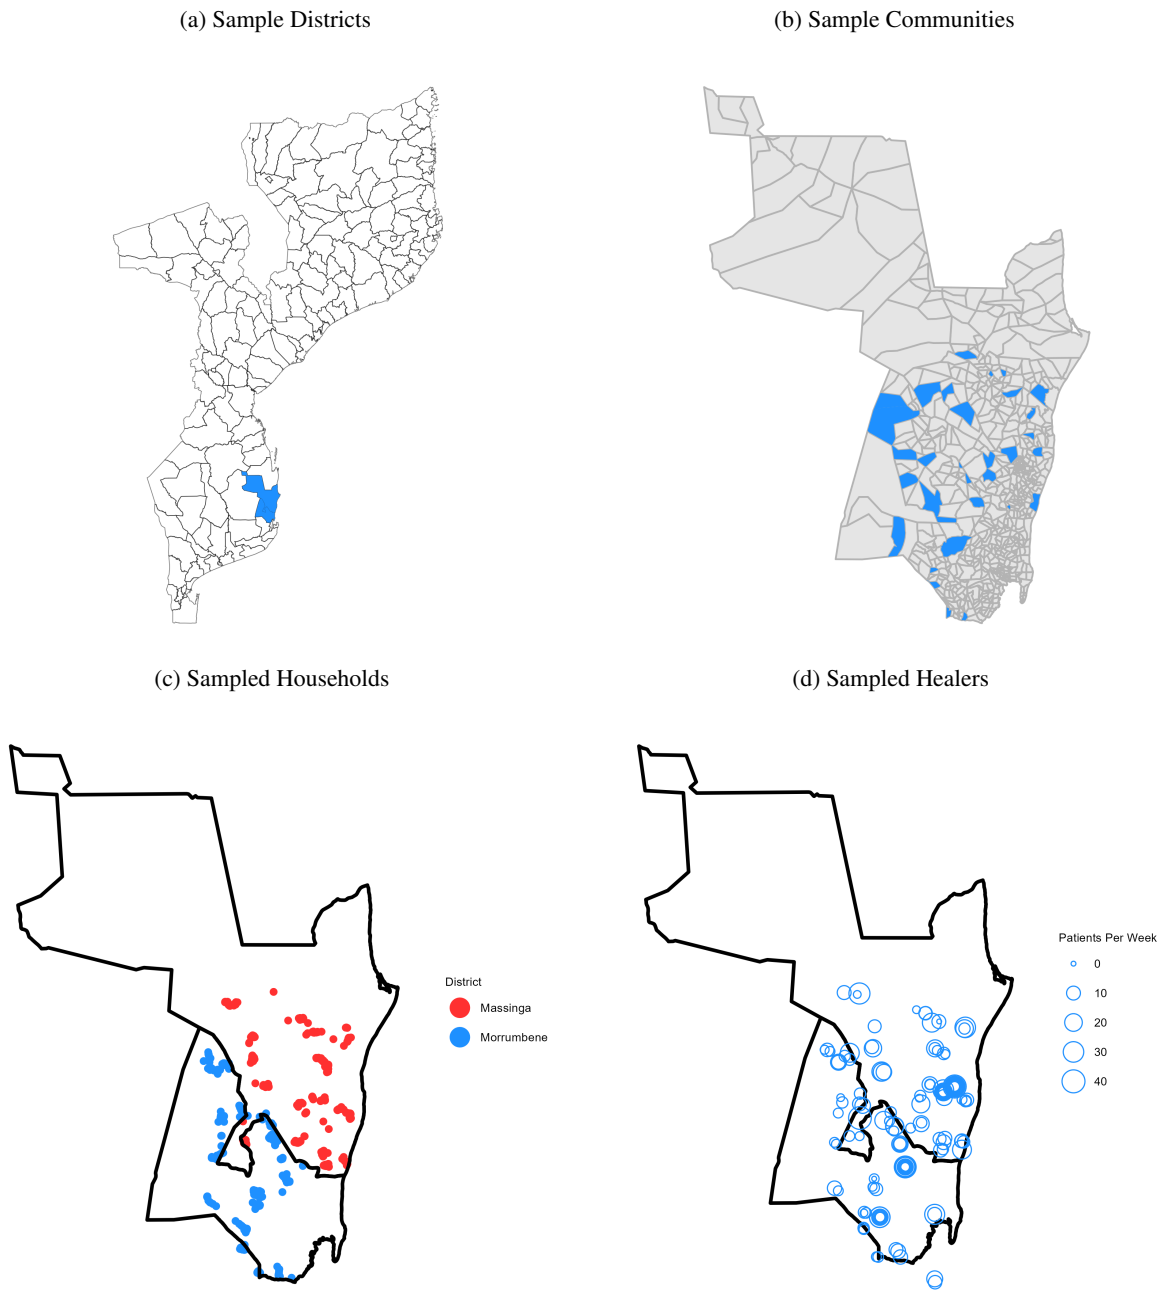 (a) Sample Districts
(b) Sample Communities
(c) Sampled Households
(d) Sampled Healers
District
Massinga
Morrumbene
Patients Per Week
0
10
20
30
40